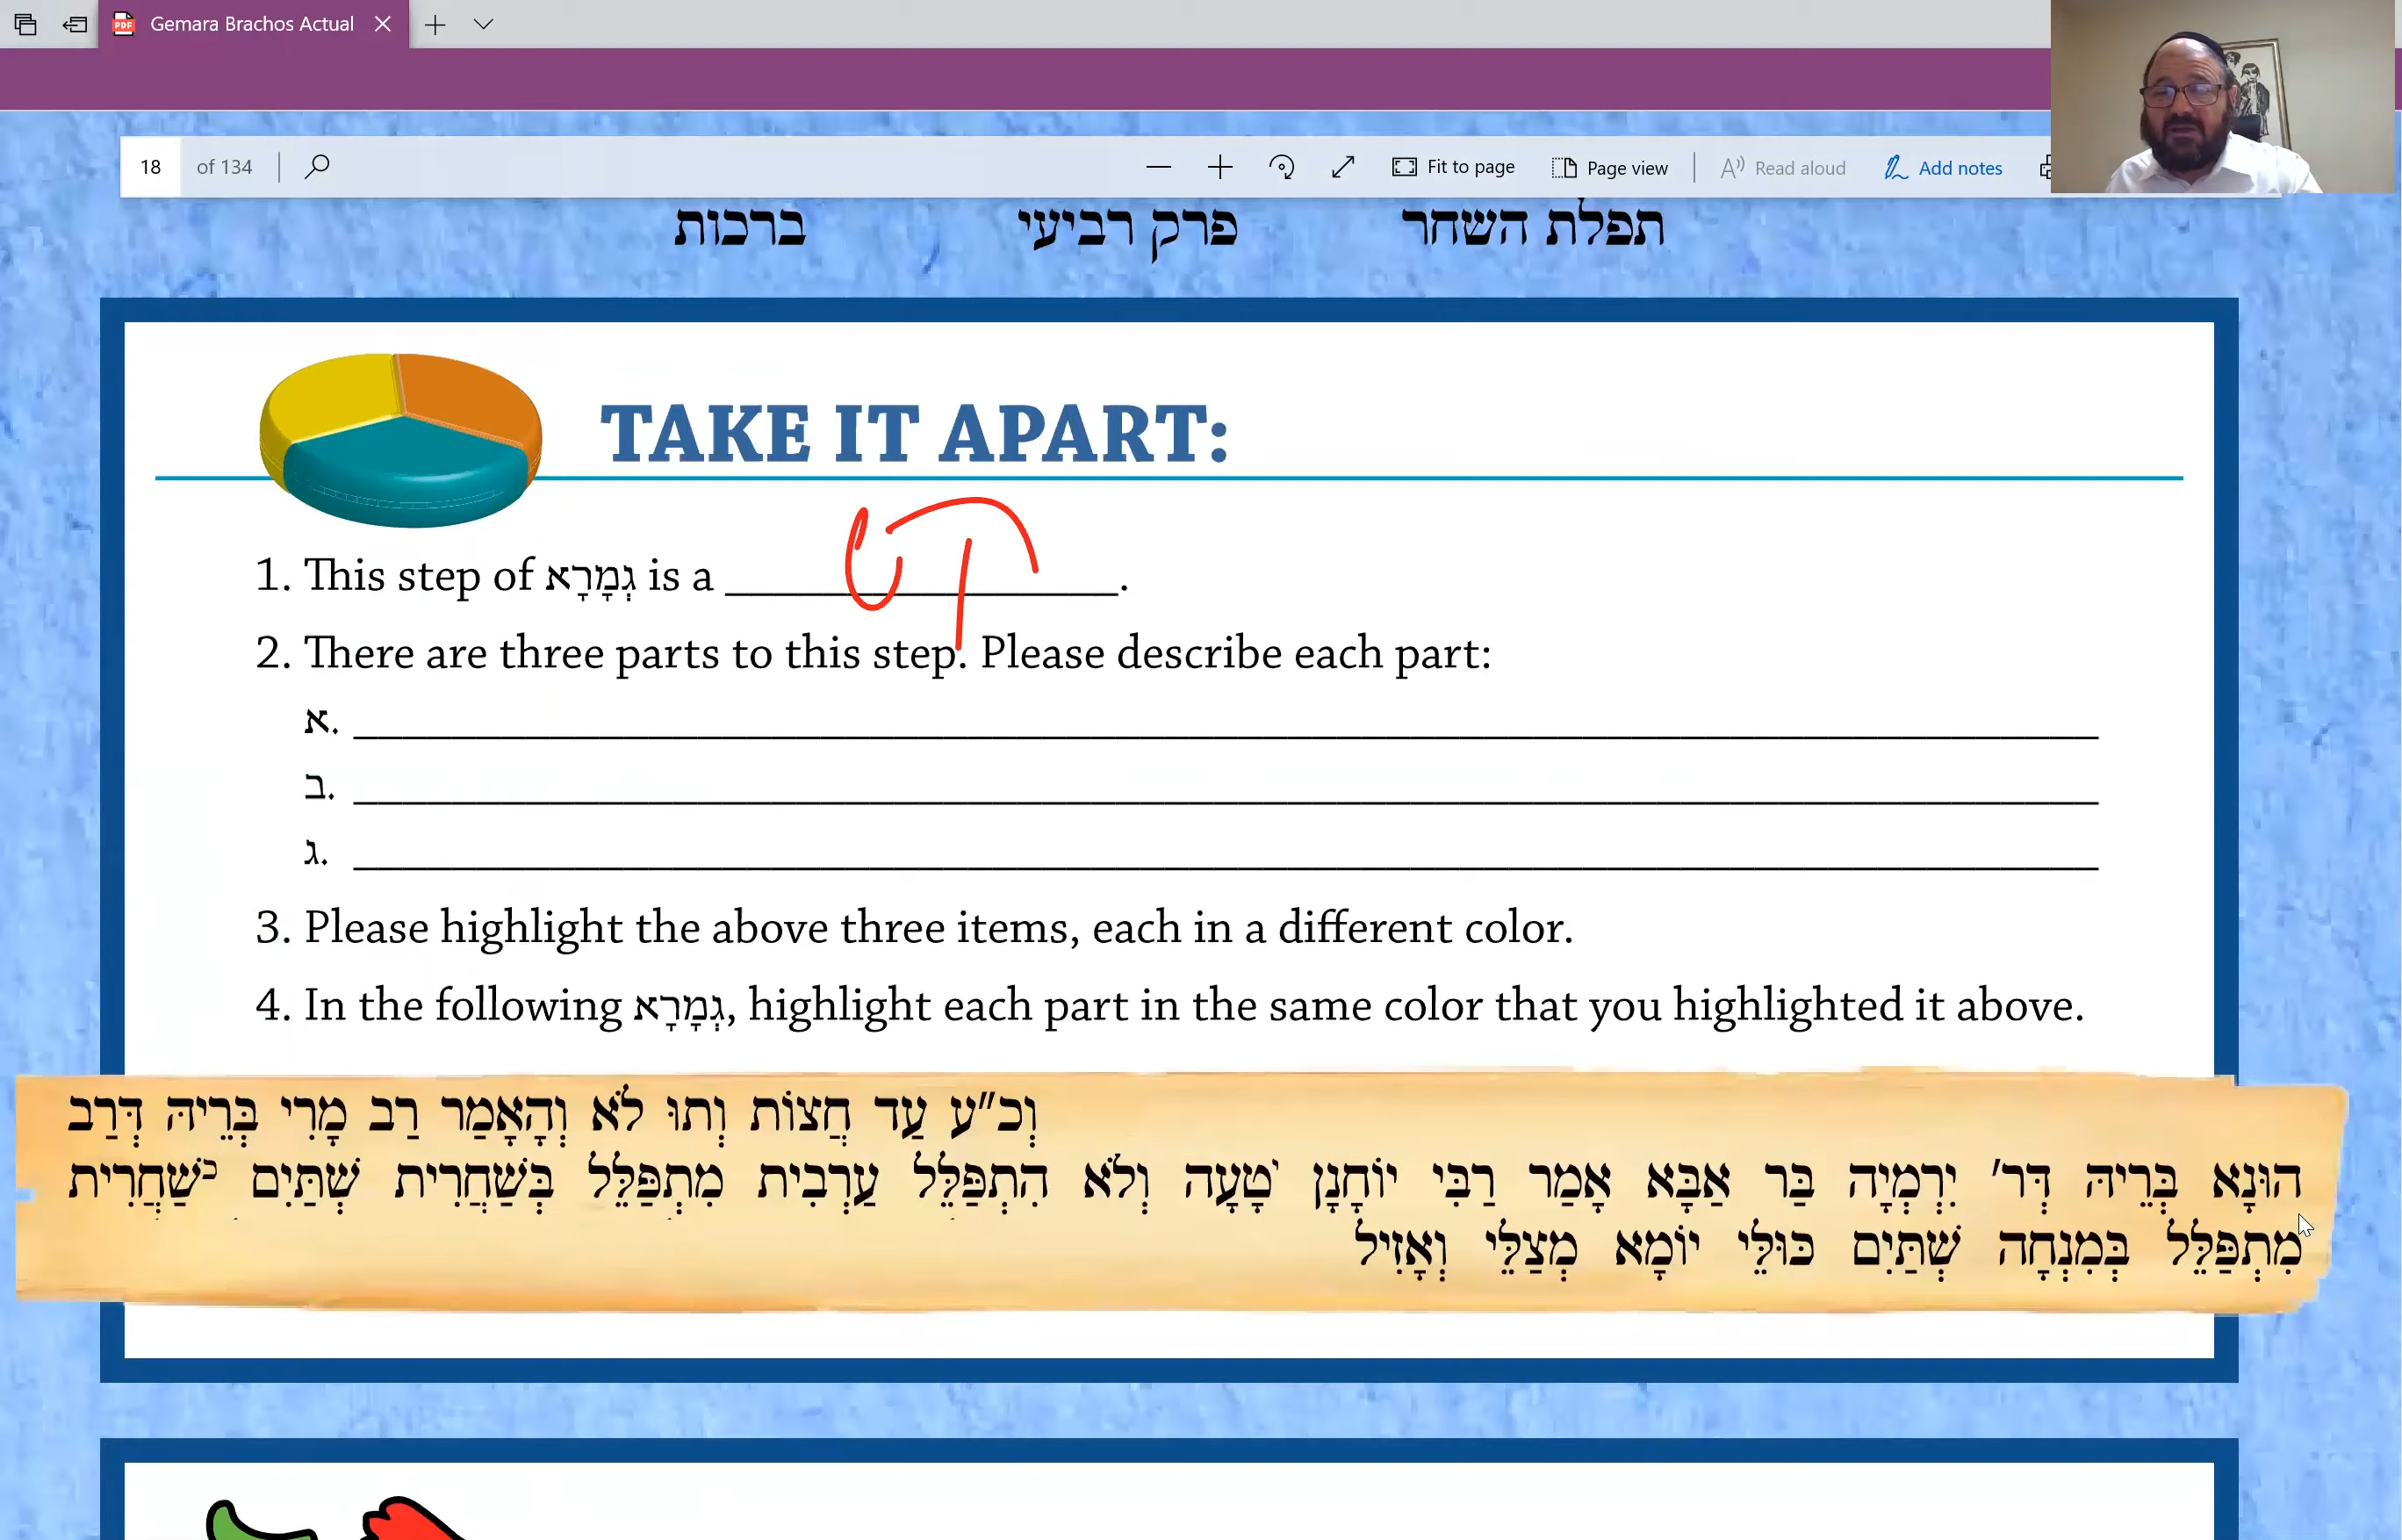 Gemara Brachos Actual
18 of 134 Fit to page Page view Read aloud Add notes
תפלת השחר פרק רביעי ברכות
TAKE IT APART:
1. This step of גְּמָרָא is a ________________.
2. There are three parts to this step. Please describe each part:
א.
ב.
ג.
3. Please highlight the above three items, each in a different color.
4. In the following גְּמָרָא, highlight each part in the same color that you highlighted it above.
וְכ״ע עַד חֲצוֹת וְתוּ לֹא וְהָאָמַר רַב מָרִי בְּרֵיהּ דְּרַב
הוּנָא בְּרֵיהּ דְּר׳ יִרְמְיָה בַּר אַבָּא אָמַר רַבִּי יוֹחָנָן יטָעָה וְלֹא הִתְפַּלֵּל עַרְבִית מִתְפַּלֵּל בְּשַׁחֲרִית שְׁתַּיִם כשַׁחֲרִית
מִתְפַּלֵּל בְּמִנְחָה שְׁתַּיִם כּוּלֵּי יוֹמָא מְצַלֵּי וְאָזִיל